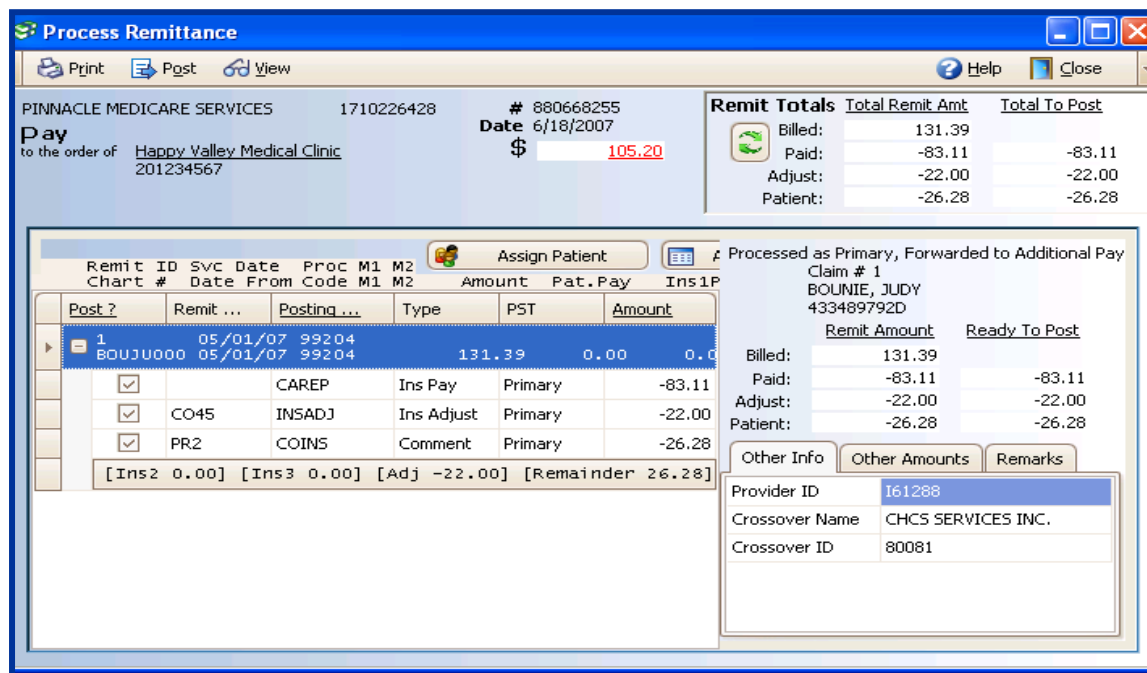 Process Remittance
Print Post View Help Close
PINNACLE MEDICARE SERVICES 1710226428 # 880668255
Date 6/18/2007
Pay
to the order of Happy Valley Medical Clinic $ 105.20
201234567
Remit Totals Total Remit Amt Total To Post
Billed: 131.39
Paid: -83.11 -83.11
Adjust: -22.00 -22.00
Patient: -26.28 -26.28
Assign Patient A
Remit ID Svc Date Proc M1 M2
Chart # Date From Code M1 M2 Amount Pat.Pay Ins1P
Post ? Remit ... Posting ... Type PST Amount
1 05/01/07 99204
BOUJU000 05/01/07 99204 131.39 0.00 0.0
CAREP Ins Pay Primary -83.11
CO45 INSADJ Ins Adjust Primary -22.00
PR2 COINS Comment Primary -26.28
[Ins2 0.00] [Ins3 0.00] [Adj -22.00] [Remainder 26.28]
Processed as Primary, Forwarded to Additional Pay
Claim # 1
BOUNIE, JUDY
433489792D
Remit Amount Ready To Post
Billed: 131.39
Paid: -83.11 -83.11
Adjust: -22.00 -22.00
Patient: -26.28 -26.28
Other Info Other Amounts Remarks
Provider ID I61288
Crossover Name CHCS SERVICES INC.
Crossover ID 80081